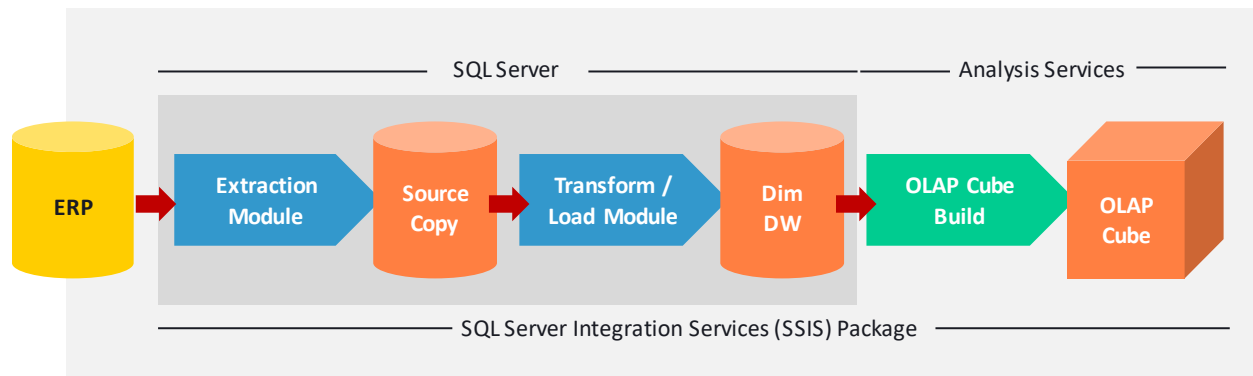 SQL Server
Analysis Services
ERP
Extraction
Module
Source
Copy
Transform /
Load Module
Dim
DW
OLAP Cube
Build
OLAP
Cube
SQL Server Integration Services (SSIS) Package